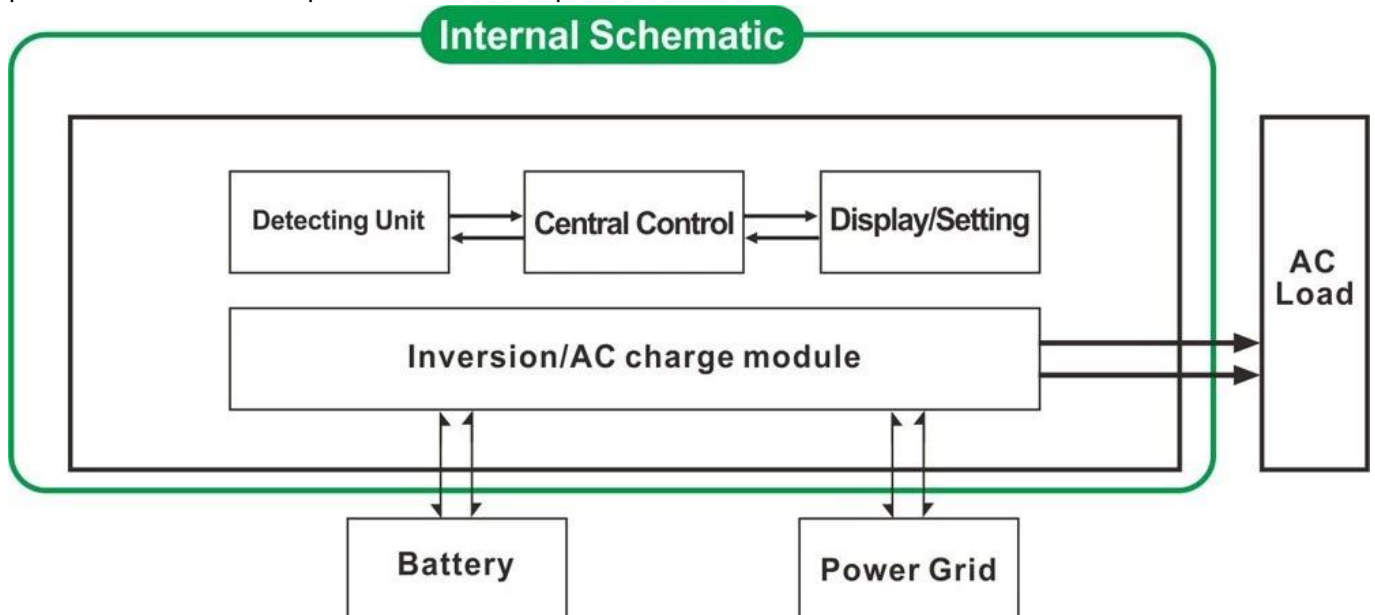 Internal Schematic
Detecting Unit
Central Control
Display/Setting
AC
Load
Inversion/AC charge module
Battery
Power Grid